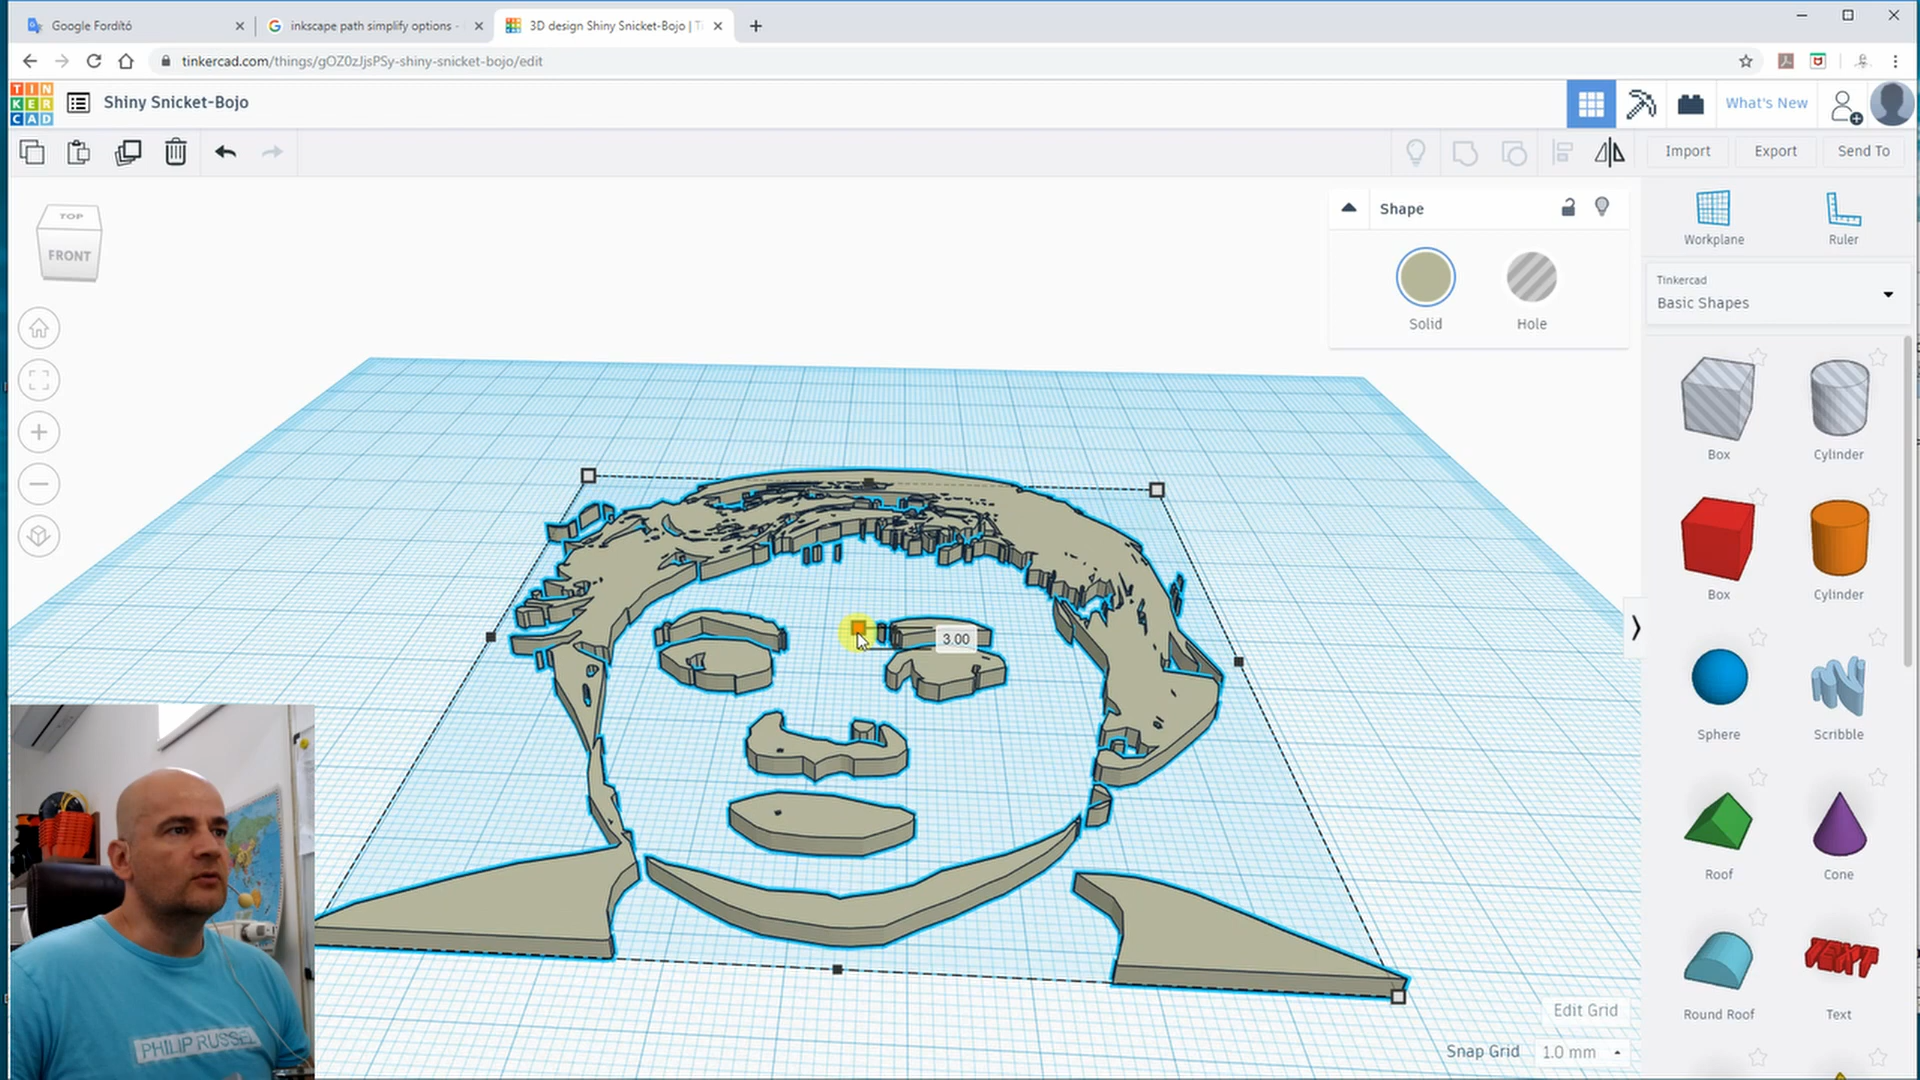 Google Fordító
inkscape path simplify options -
3D design Shiny Snicket-Bojo | Ti
tinkercad.com/things/gOZ0zJjsPSy-shiny-snicket-bojo/edit
TIN
KER
CAD
Shiny Snicket-Bojo
What's New
Import
Export
Send To
TOP
FRONT
Shape
Solid
Hole
Workplane
Ruler
Tinkercad
Basic Shapes
Box
Cylinder
Box
Cylinder
Sphere
Scribble
Roof
Cone
TEXT
Round Roof
Text
3.00
Edit Grid
Snap Grid
1.0 mm
PHILIP RUSSEL